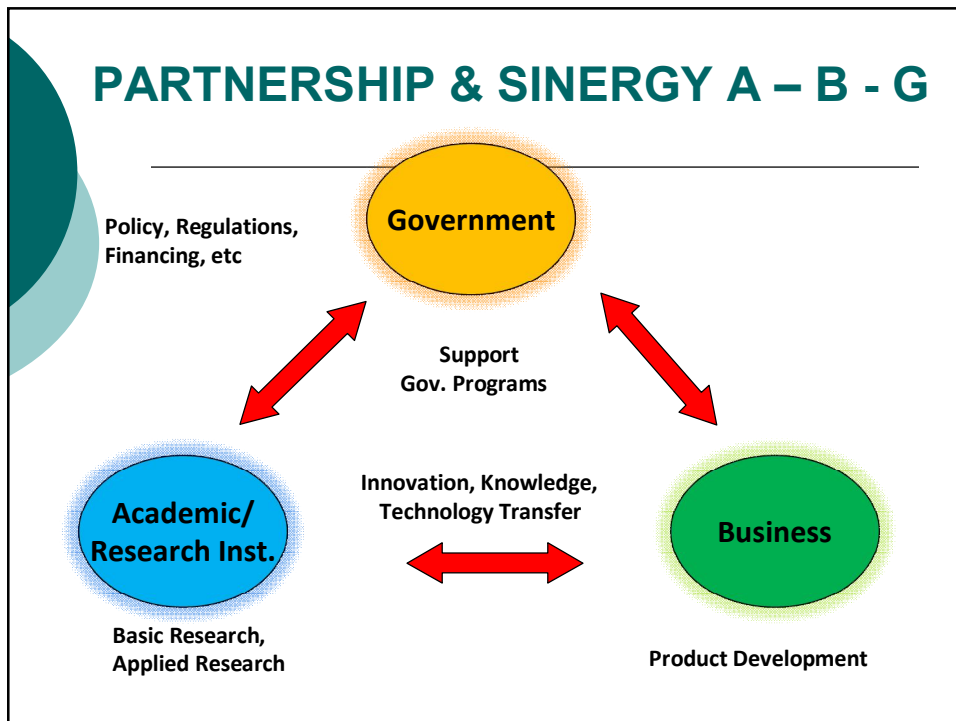 PARTNERSHIP & SINERGY A – B - G
Government
Policy, Regulations,
Financing, etc
Support
Gov. Programs
Innovation, Knowledge,
Technology Transfer
Academic/
Research Inst.
Business
Basic Research,
Applied Research
Product Development